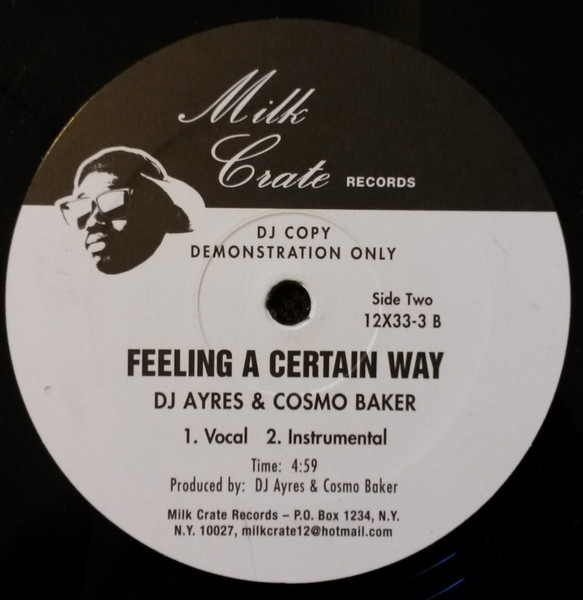 Milk
Crate RECORDS
DJ COPY
DEMONSTRATION ONLY
Side Two
12X33-3 B
FEELING A CERTAIN WAY
DJ AYRES & COSMO BAKER
1. Vocal 2. Instrumental
Time: 4:59
Produced by: DJ Ayres & Cosmo Baker
Milk Crate Records – P.O. Box 1234, N.Y.
N.Y. 10027, milkcrate12@hotmail.com